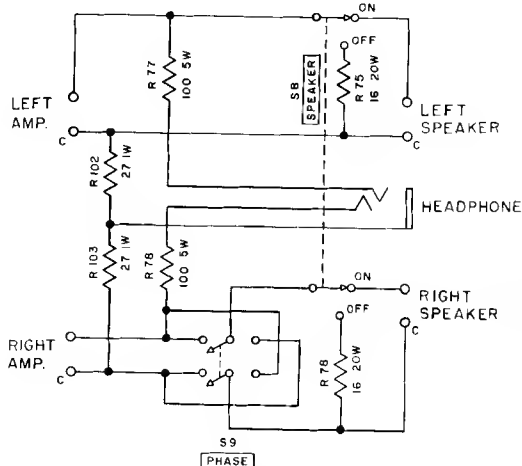 ON
OFF
R 77
100 5W
S8
SPEAKER
R 75
16 20W
LEFT
AMP.
C
LEFT
SPEAKER
C
R 102
27 1W
HEADPHONE
R 103
27 1W
R 78
100 5W
ON
OFF
RIGHT
SPEAKER
C
RIGHT
AMP.
C
R 78
16 20W
S9
PHASE